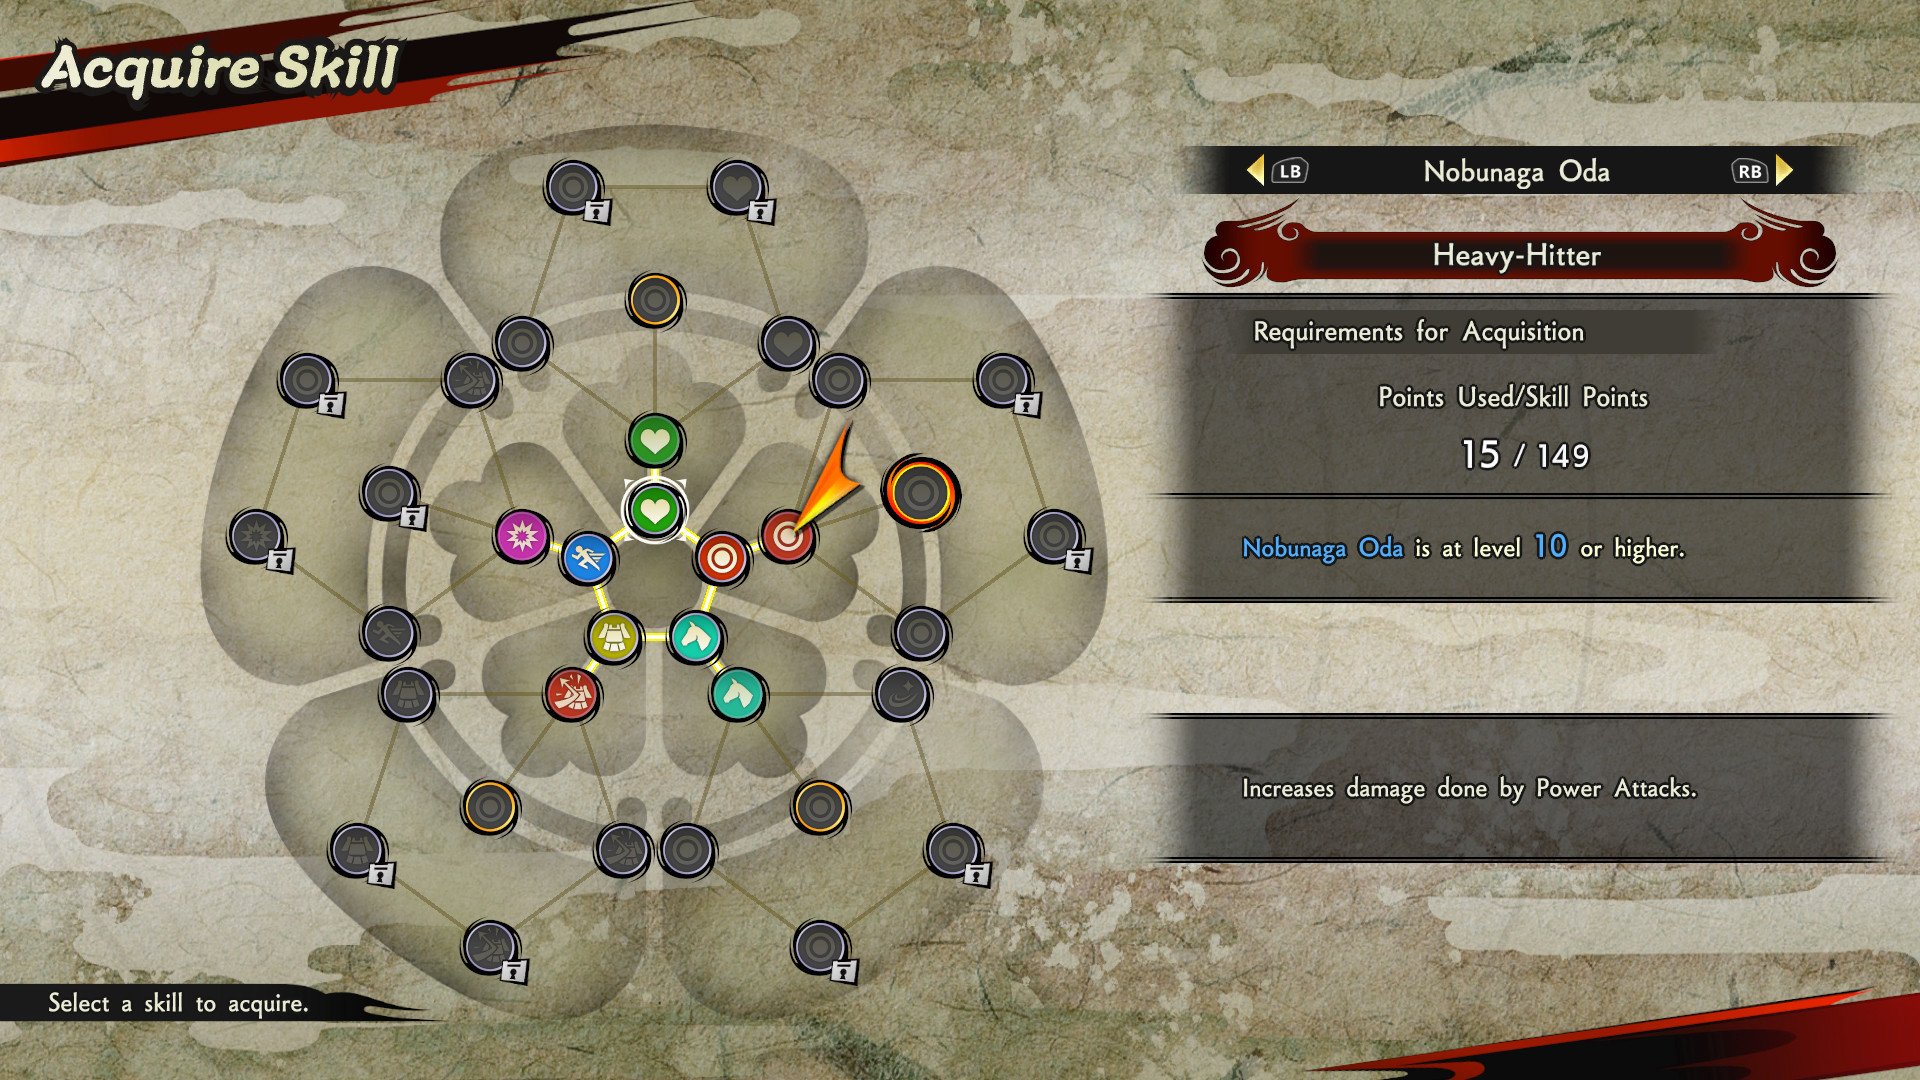 Acquire Skill
LB Nobunaga Oda RB
Heavy-Hitter
Requirements for Acquisition
Points Used/Skill Points
15 / 149
Nobunaga Oda is at level 10 or higher.
Increases damage done by Power Attacks.
Select a skill to acquire.